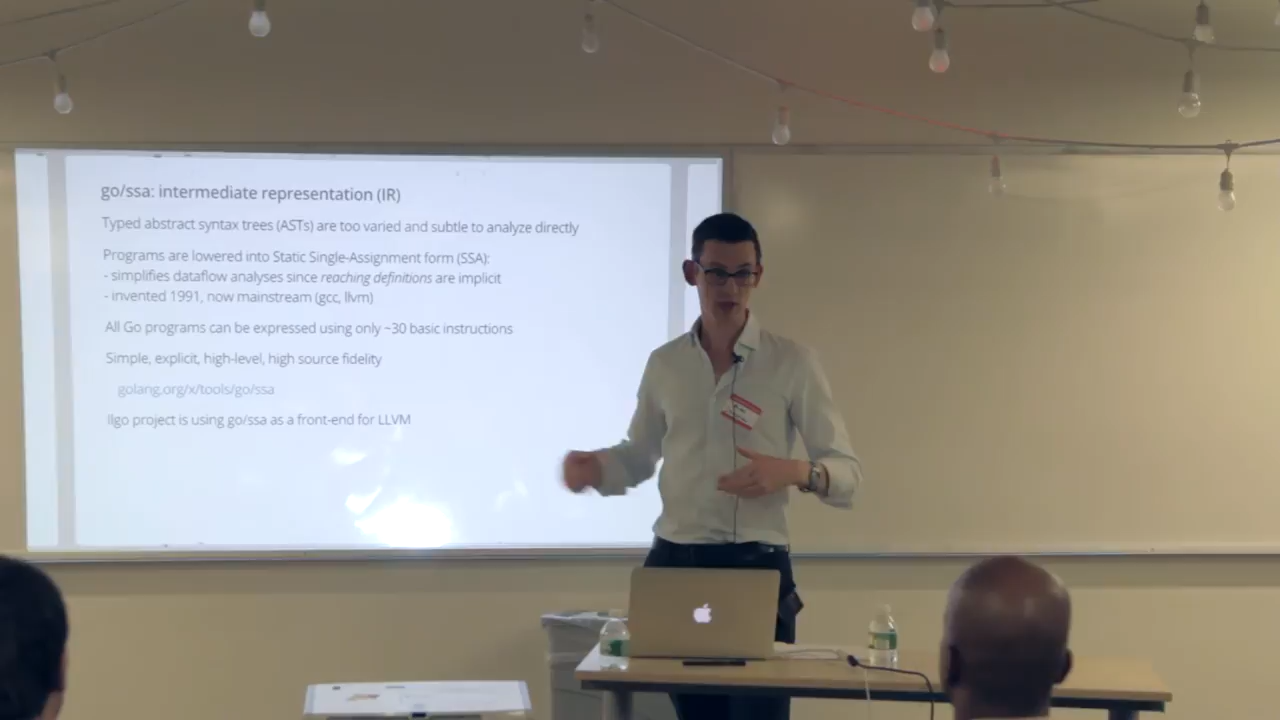 go/ssa: intermediate representation (IR)
Typed abstract syntax trees (ASTs) are too varied and subtle to analyze directly
Programs are lowered into Static Single-Assignment form (SSA):
- simplifies dataflow analyses since reaching definitions are implicit
- invented 1991, now mainstream (gcc, llvm)
All Go programs can be expressed using only ~30 basic instructions
Simple, explicit, high-level, high source fidelity
golang.org/x/tools/go/ssa
llgo project is using go/ssa as a front-end for LLVM